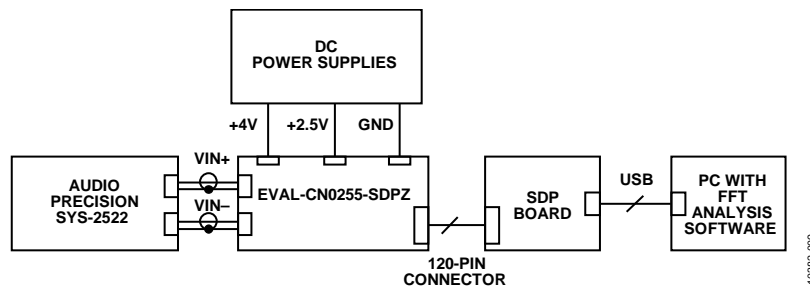 DC
POWER SUPPLIES
+4V
+2.5V
GND
AUDIO
PRECISION
SYS-2522
VIN+
VIN–
EVAL-CN0255-SDPZ
120-PIN
CONNECTOR
SDP
BOARD
USB
PC WITH
FFT
ANALYSIS
SOFTWARE